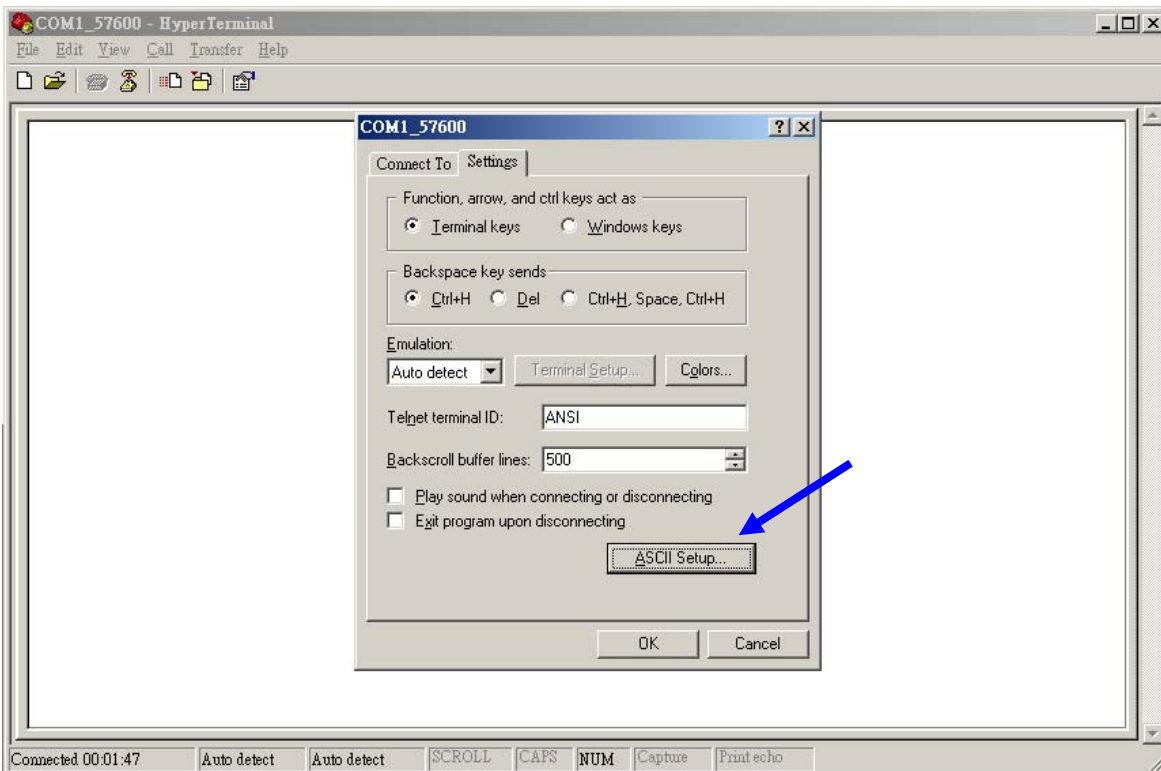 COM1_57600 - HyperTerminal
File Edit View Call Transfer Help
COM1_57600
Connect To Settings
Function, arrow, and ctrl keys act as
Terminal keys Windows keys
Backspace key sends
Ctrl+H Del Ctrl+H, Space, Ctrl+H
Emulation:
Auto detect Terminal Setup... Colors...
Telnet terminal ID: ANSI
Backscroll buffer lines: 500
Play sound when connecting or disconnecting
Exit program upon disconnecting
ASCII Setup...
OK Cancel
Connected 00:01:47 Auto detect Auto detect SCROLL CAPS NUM Capture Print echo